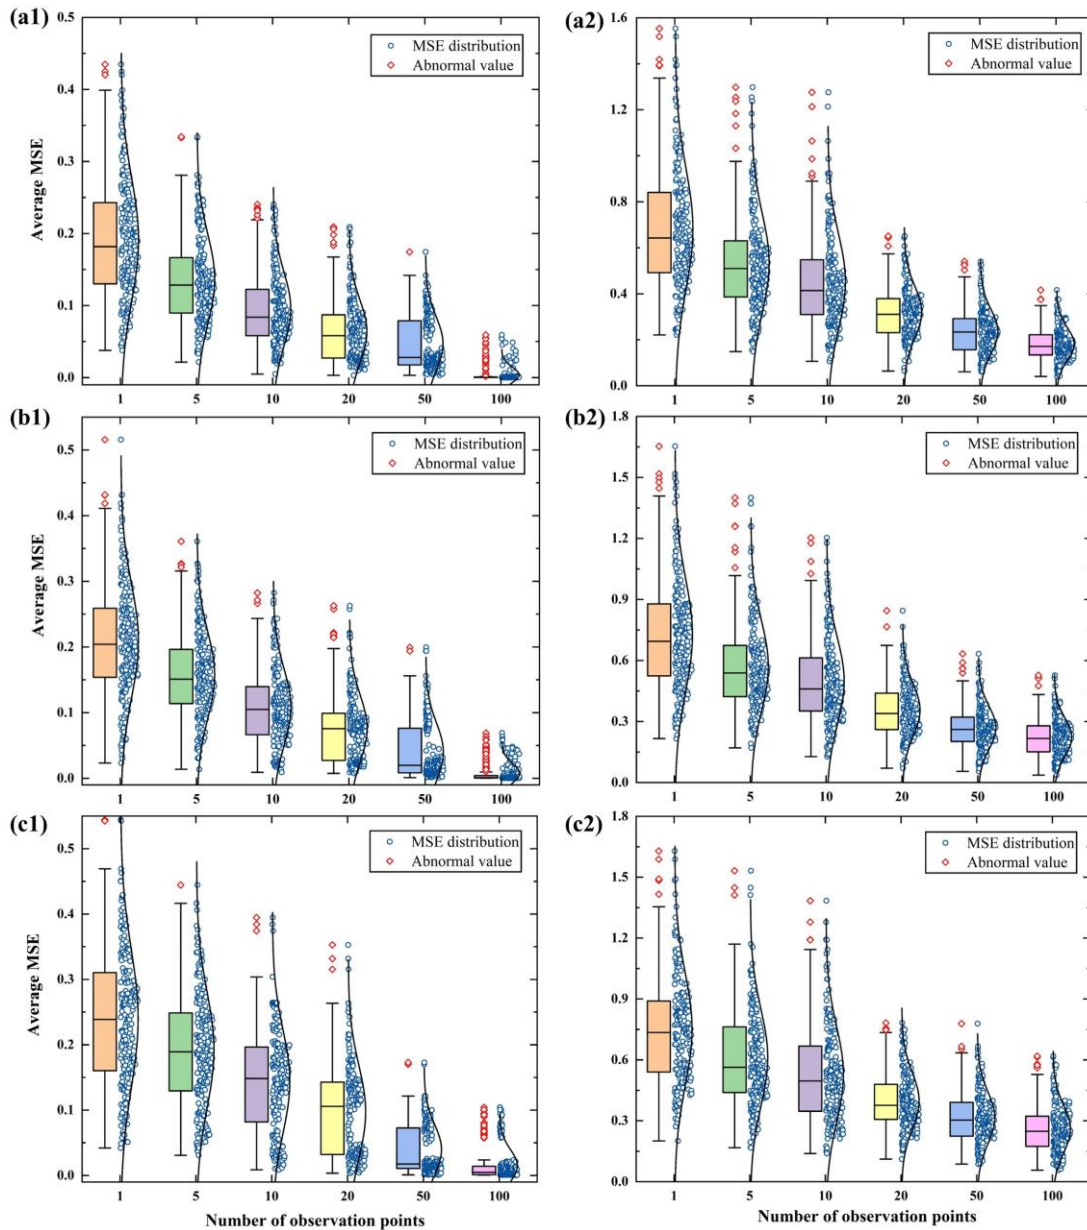 (a1)
0.5
0.4
0.3
0.2
0.1
0.0
Average MSE
MSE distribution
Abnormal value
1 5 10 20 50 100
(a2)
1.6
1.2
0.8
0.4
0.0
MSE distribution
Abnormal value
1 5 10 20 50 100
(b1)
0.5
0.4
0.3
0.2
0.1
0.0
Average MSE
MSE distribution
Abnormal value
1 5 10 20 50 100
(b2)
1.8
1.5
1.2
0.9
0.6
0.3
0.0
MSE distribution
Abnormal value
1 5 10 20 50 100
(c1)
0.5
0.4
0.3
0.2
0.1
0.0
Average MSE
MSE distribution
Abnormal value
1 5 10 20 50 100
Number of observation points
(c2)
1.8
1.5
1.2
0.9
0.6
0.3
0.0
MSE distribution
Abnormal value
1 5 10 20 50 100
Number of observation points